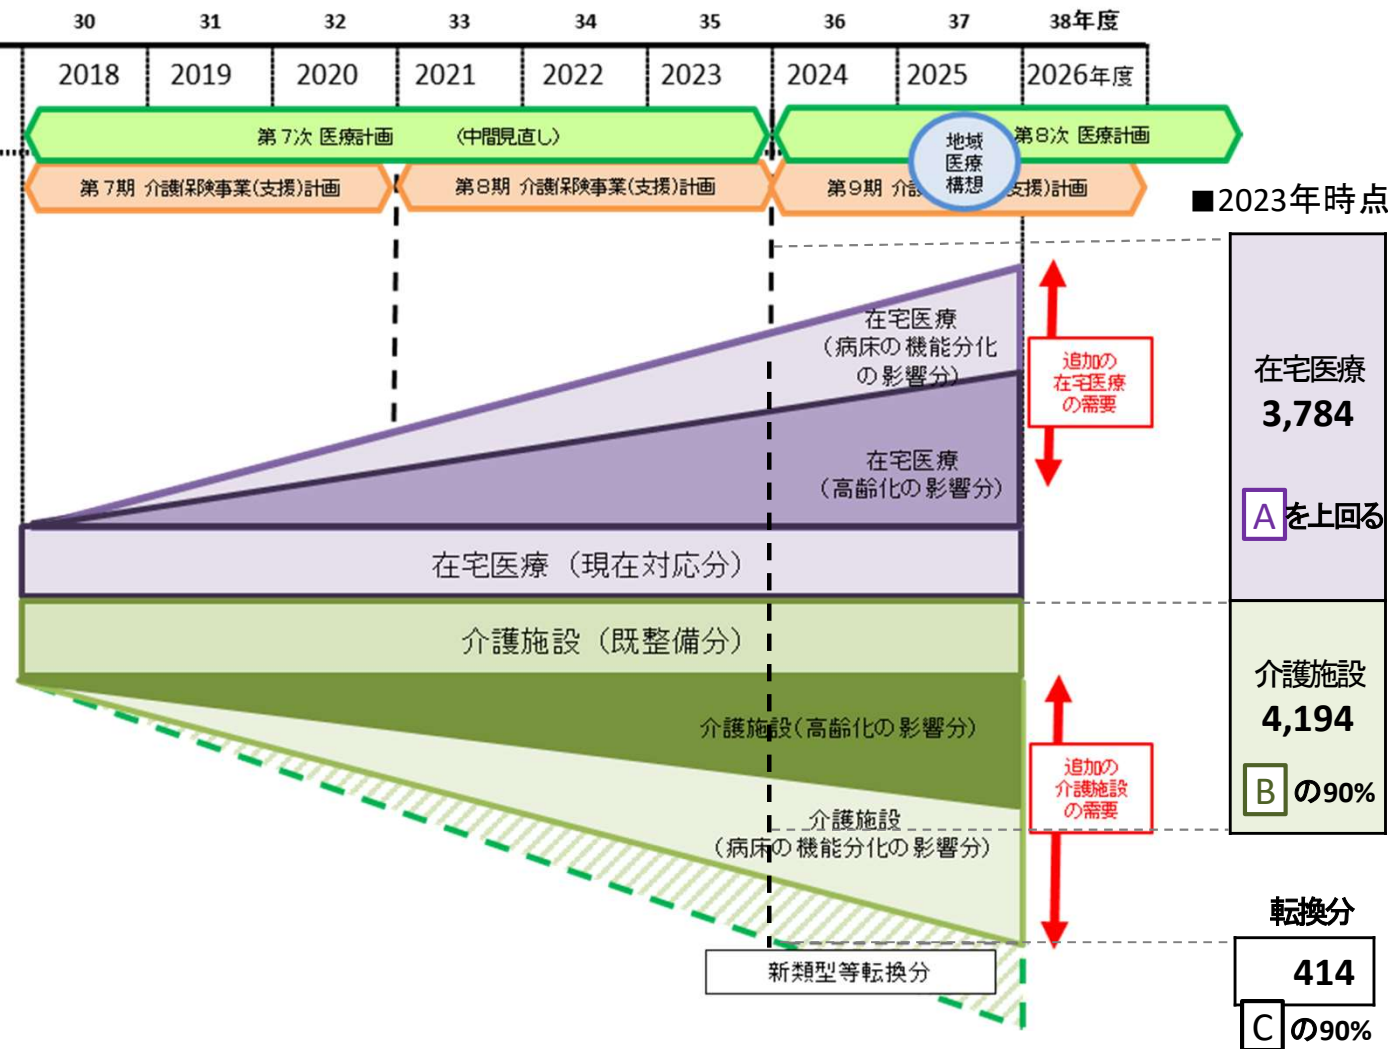 30 31 32 33 34 35 36 37 38年度
2018 2019 2020 2021 2022 2023 2024 2025 2026年度
第7次 医療計画 (中間見直し)
第8次 医療計画
地域
医療
構想
第7期 介護保険事業(支援)計画
第8期 介護保険事業(支援)計画
第9期 介
支援)計画
■2023年時点
在宅医療
(病床の機能分化
の影響分)
追加の
在宅医療
の需要
在宅医療
3,784
Aを上回る
在宅医療
(高齢化の影響分)
在宅医療(現在対応分)
介護施設(既整備分)
介護施設
4,194
Bの90%
介護施設(高齢化の影響分)
追加の
介護施設
の需要
介護施設
(病床の機能分化の影響分)
転換分
414
Cの90%
新類型等転換分